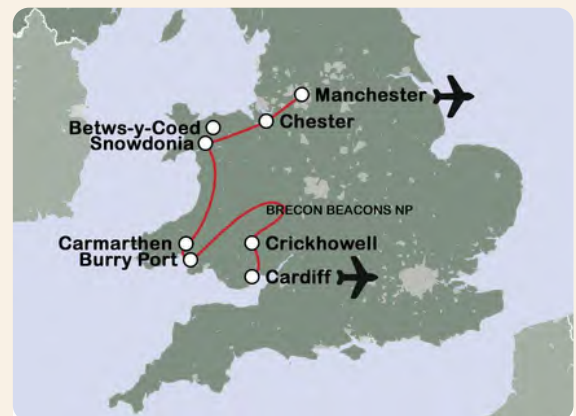 Manchester
Chester
Betws-y-Coed
Snowdonia
BRECON BEACONS NP
Carmarthen
Crickhowell
Burry Port
Cardiff